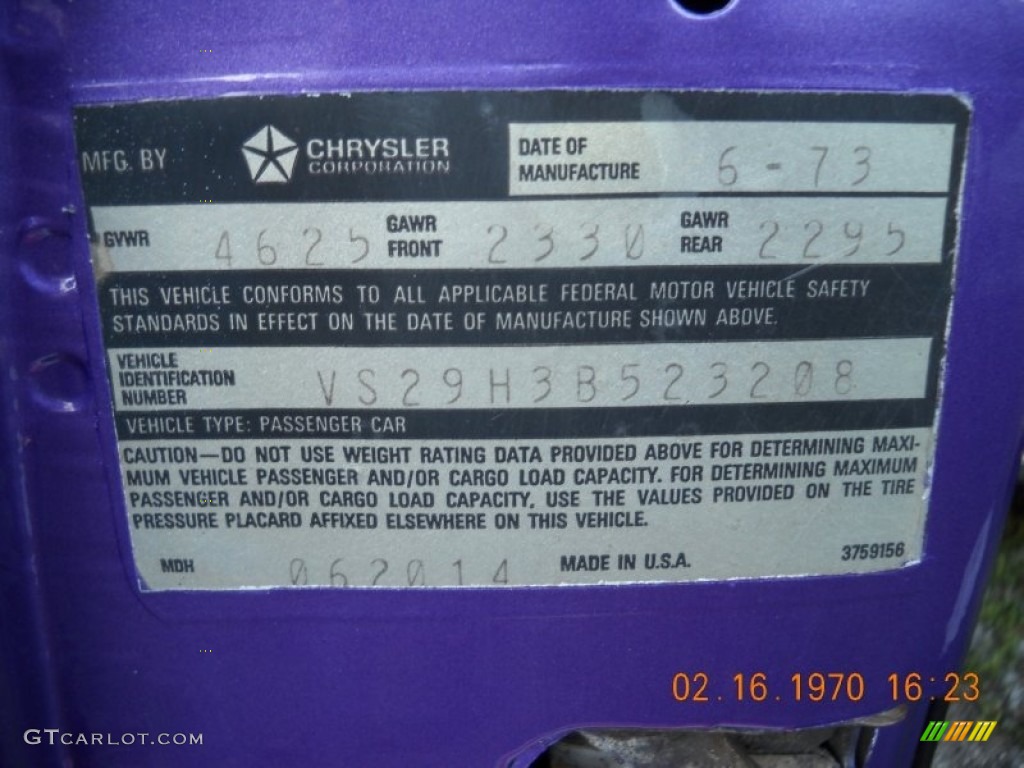 MFG. BY CHRYSLER CORPORATION
DATE OF MANUFACTURE 6-73
GVWR 4625 GAWR FRONT 2330 GAWR REAR 2295
THIS VEHICLE CONFORMS TO ALL APPLICABLE FEDERAL MOTOR VEHICLE SAFETY
STANDARDS IN EFFECT ON THE DATE OF MANUFACTURE SHOWN ABOVE.
VEHICLE
IDENTIFICATION
NUMBER
VS29H3B523208
VEHICLE TYPE: PASSENGER CAR
CAUTION—DO NOT USE WEIGHT RATING DATA PROVIDED ABOVE FOR DETERMINING MAXI-
MUM VEHICLE PASSENGER AND/OR CARGO LOAD CAPACITY. FOR DETERMINING MAXIMUM
PASSENGER AND/OR CARGO LOAD CAPACITY, USE THE VALUES PROVIDED ON THE TIRE
PRESSURE PLACARD AFFIXED ELSEWHERE ON THIS VEHICLE.
MDH 062014 MADE IN U.S.A. 3759156
02.16.1970 16:23
GTCARLOT.COM